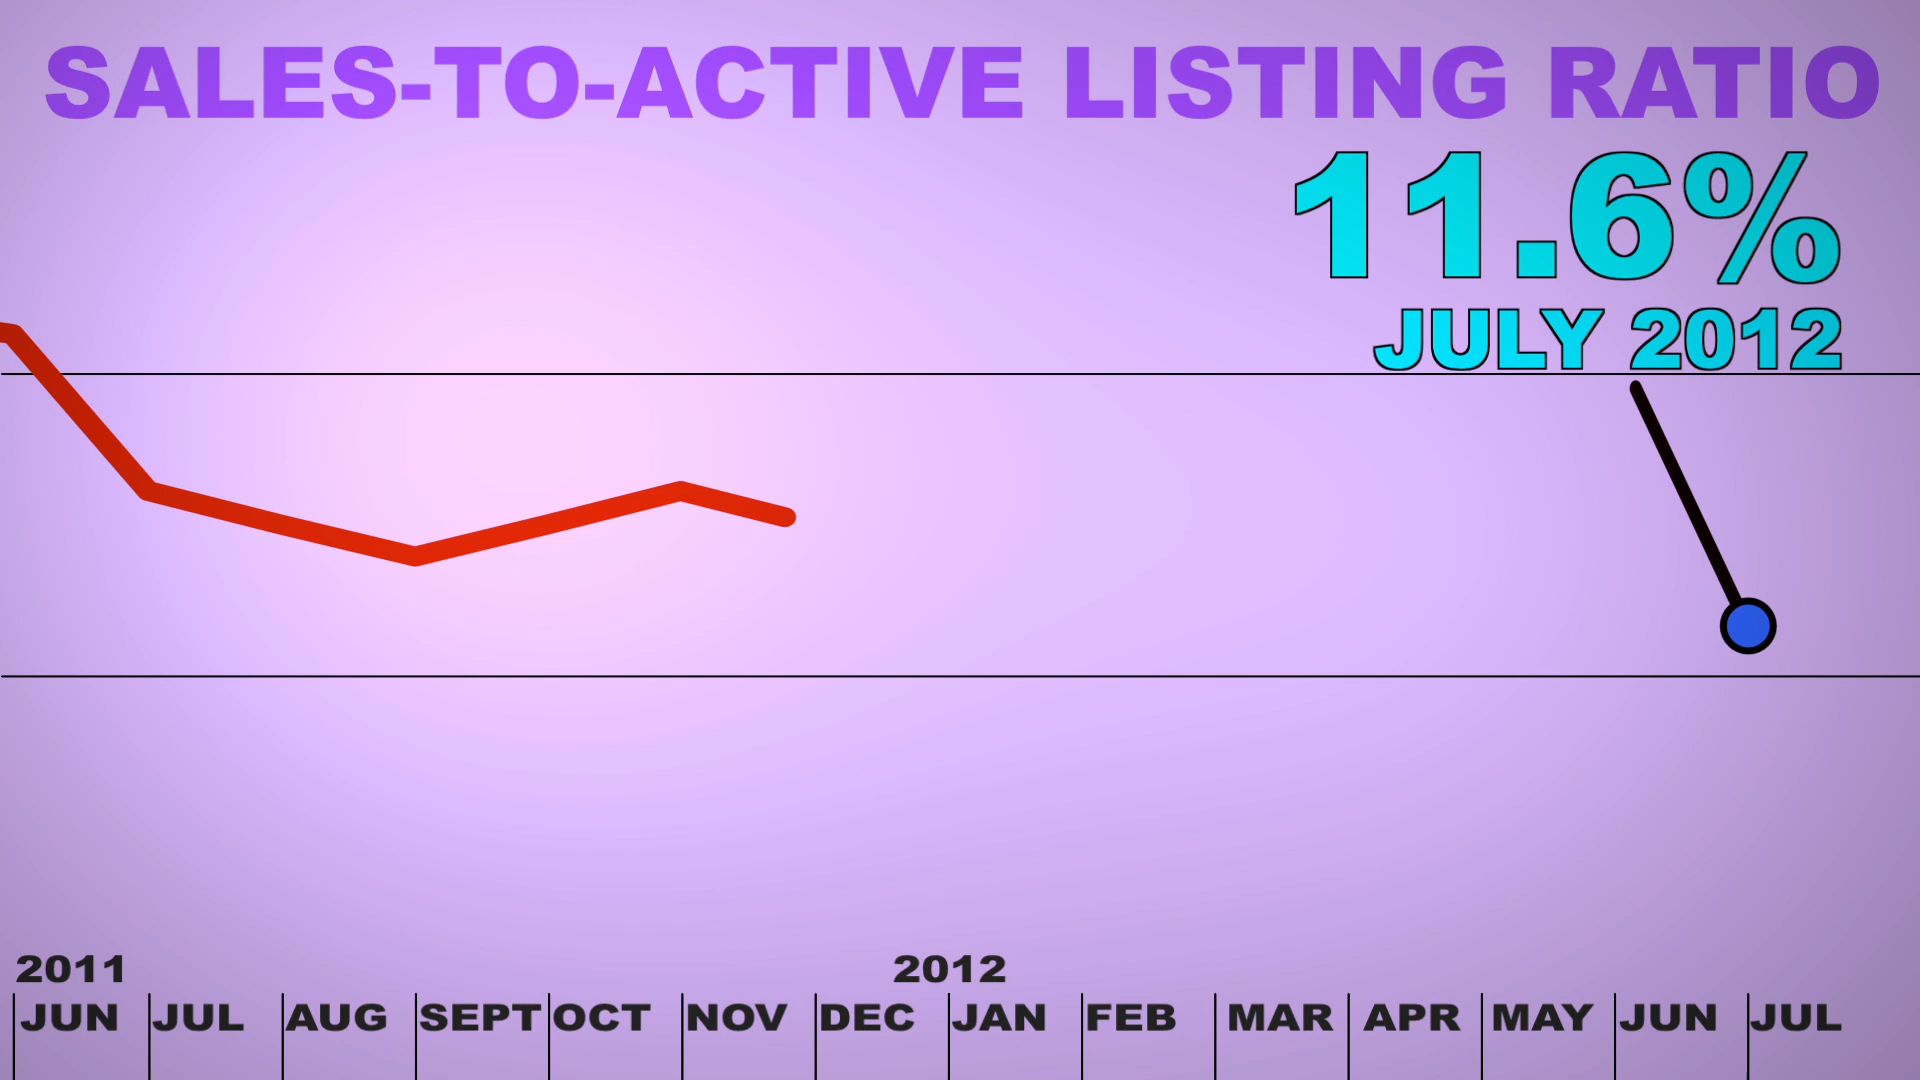 SALES-TO-ACTIVE LISTING RATIO
11.6%
JULY 2012
2011 2012
JUN JUL AUG SEPT OCT NOV DEC JAN FEB MAR APR MAY JUN JUL